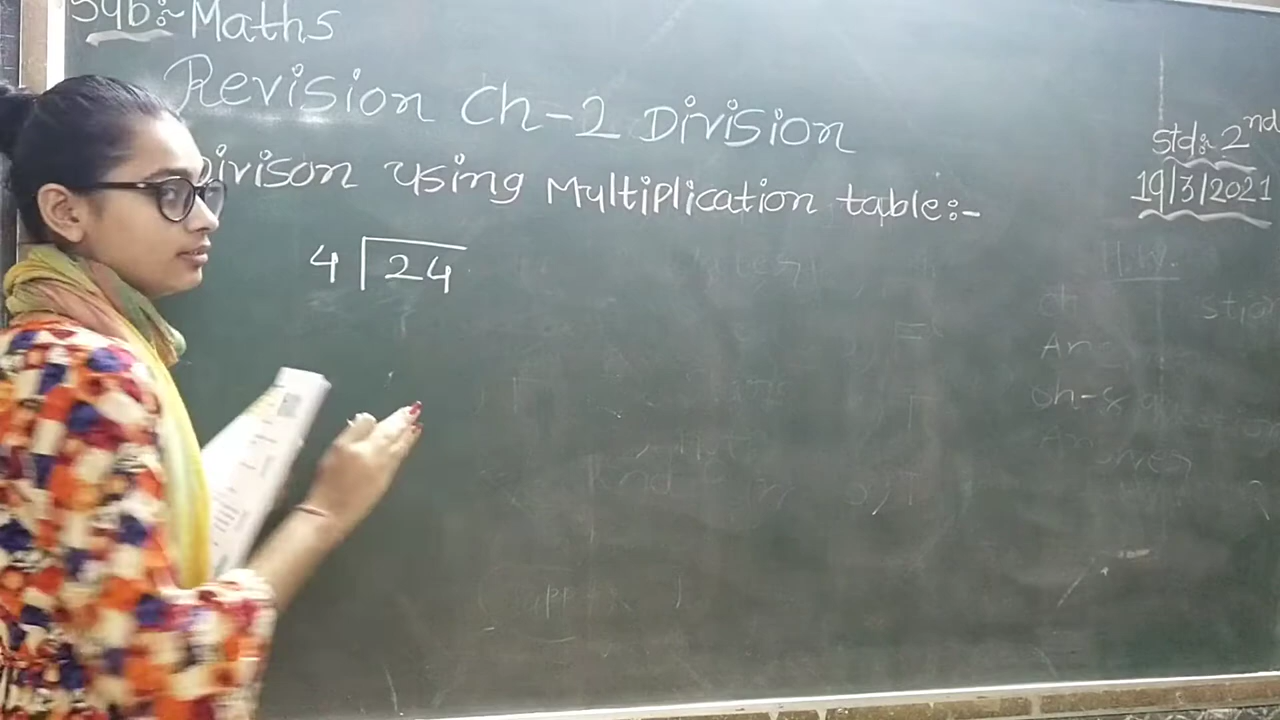 Sub:- Maths
Revision Ch-2 Division
Divison using Multiplication table:-
Std:- 2nd
19/3/2021
4 24
H.W.